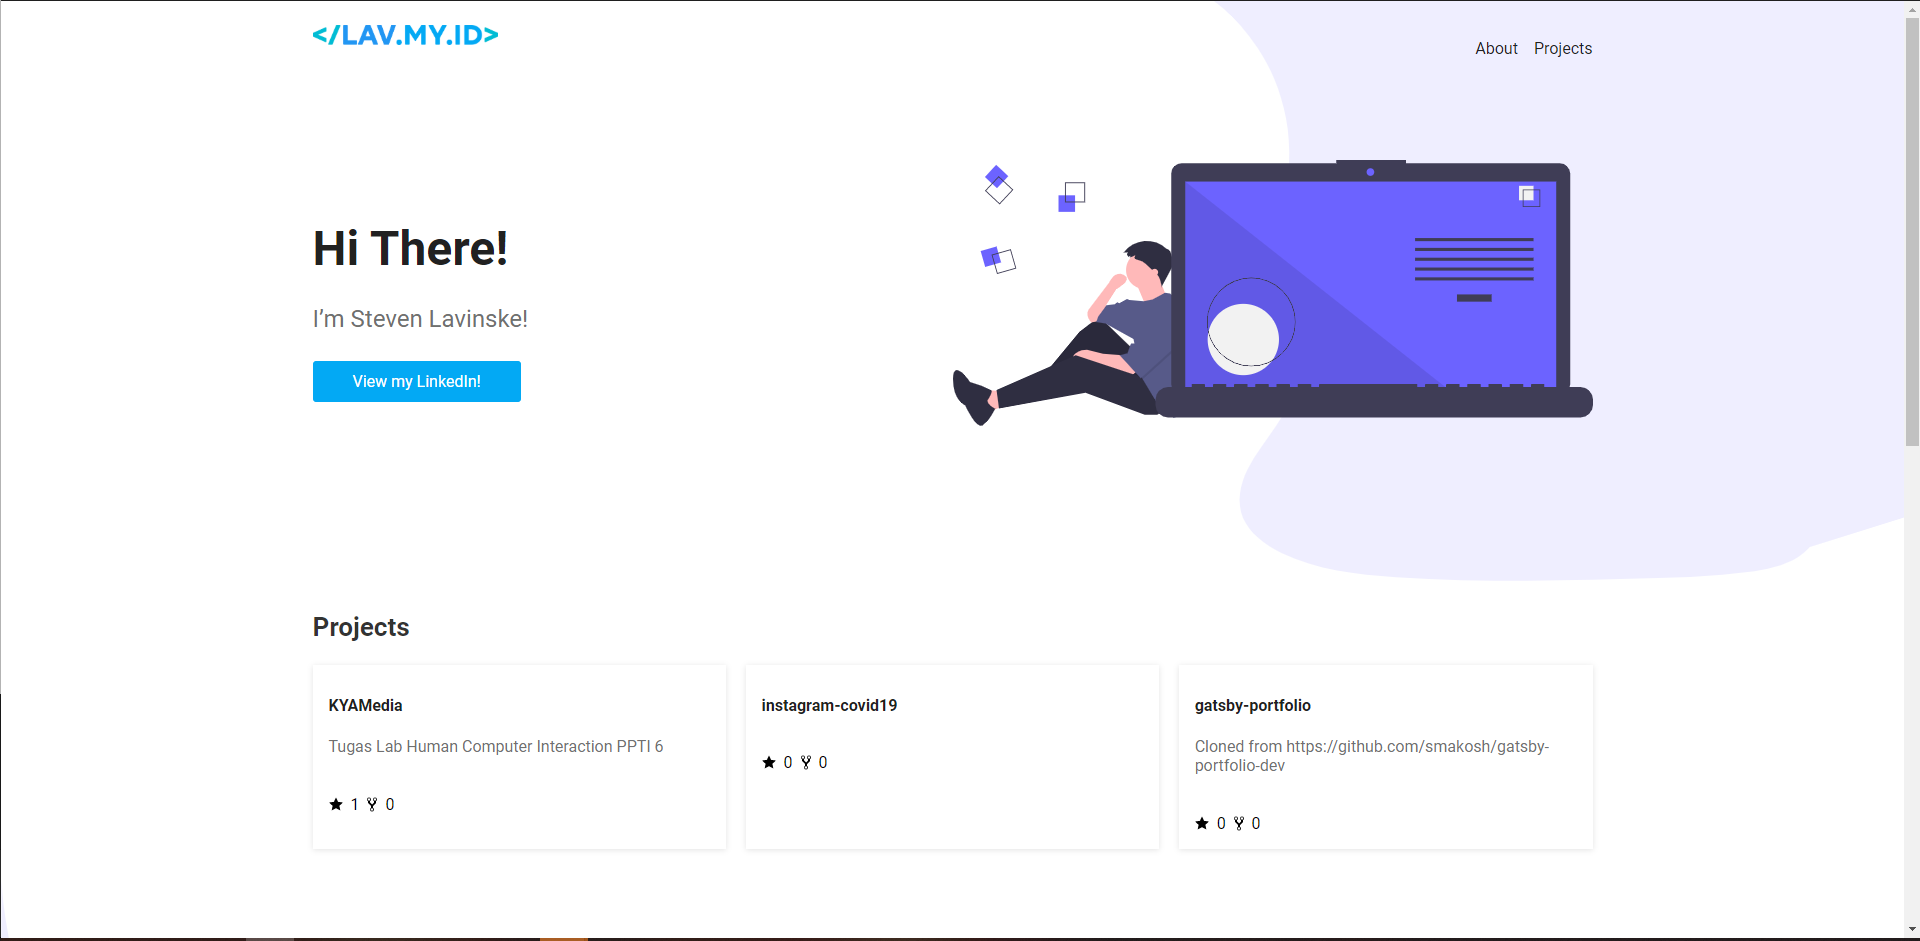 </LAV.MY.ID>
About Projects
Hi There!
I’m Steven Lavinske!
View my LinkedIn!
Projects
KYAMedia
Tugas Lab Human Computer Interaction PPTI 6
1 0
instagram-covid19
0 0
gatsby-portfolio
Cloned from https://github.com/smakosh/gatsby-
portfolio-dev
0 0